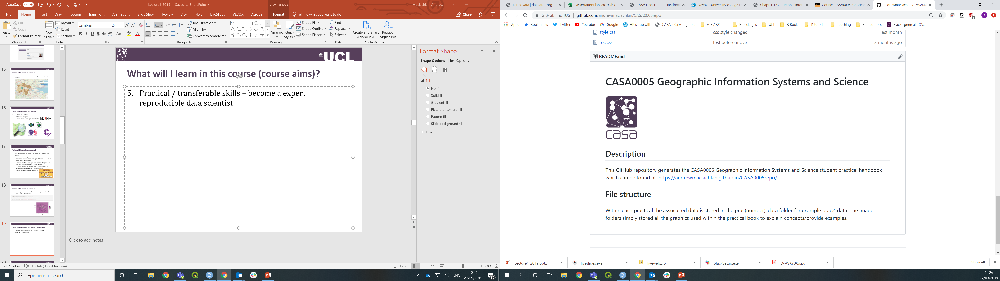 AutoSave On
Lecture1_2019 - Saved to SharePoint
Drawing Tools
Maclachlan, Andrew
File Home Insert Draw Design Transitions Animations Slide Show Review View Help LiveSlides VEVOX Acrobat Format Tell me what you want to do
Share
Paste
Cut
Copy
Format Painter
Clipboard
New Slide
Layout
Reset
Section
Slides
Cambria 24
Font
Text Direction
Align Text
Convert to SmartArt
Paragraph
Arrange
Quick Styles
Shape Fill
Shape Outline
Shape Effects
Drawing
Find
Replace
Select
Editing
Create and Share Adobe PDF
Request Signatures
Adobe Acrobat
15
What will I learn in this course?
16
What will I learn in this course?
EDINA
17
What will I learn in this course?
18
What will I learn in this course?
19
What will I learn in this course (course aims)?
20
casa
UCL
What will I learn in this course (course aims)?
5. Practical / transferable skills – become a expert
reproducible data scientist
Click to add notes
Format Shape
Shape Options Text Options
Fill
No fill
Solid fill
Gradient fill
Picture or texture fill
Pattern fill
Slide background fill
Line
Slide 19 of 42 English (United Kingdom)
Notes
88%
Type here to search
ENG
10:26
27/09/2019
26
Fares Data | data.atoc.org
DissertationPlans2019.xlsx
CASA Dissertation Handboo
Vevox - University college L
Chapter 1 Geographic Infor
Course: CASA0005: Geograp
andrewmaclachlan/CASA00
GitHub, Inc. [US] | github.com/andrewmaclachlan/CASA0005repo
Apps Bookmarks Twitter Youtube Google HP setup wifi CASA0005 Geograp... GIS / RS data R packages UCL R Books R tutorial Teaching Shared docs Slack | general | CA...
style.css css style changed last month
toc.css test before move 3 months ago
README.md
CASA0005 Geographic Information Systems and Science
casa
Description
This GitHub repository generates the CASA0005 Geographic Information Systems and Science student practical handbook
which can be found at: https://andrewmaclachlan.github.io/CASA0005repo/
File structure
Within each practical the assocaited data is stored in the prac(number)_data folder for example prac2_data. The image
folders simply stored all the graphics used within the practical book to explain concepts/provide examples.
Lecture1_2019.pptx
liveslides.exe
liveweb.zip
SlackSetup.exe
DwWK70Xg.pdf
Show all
10:26
27/09/2019